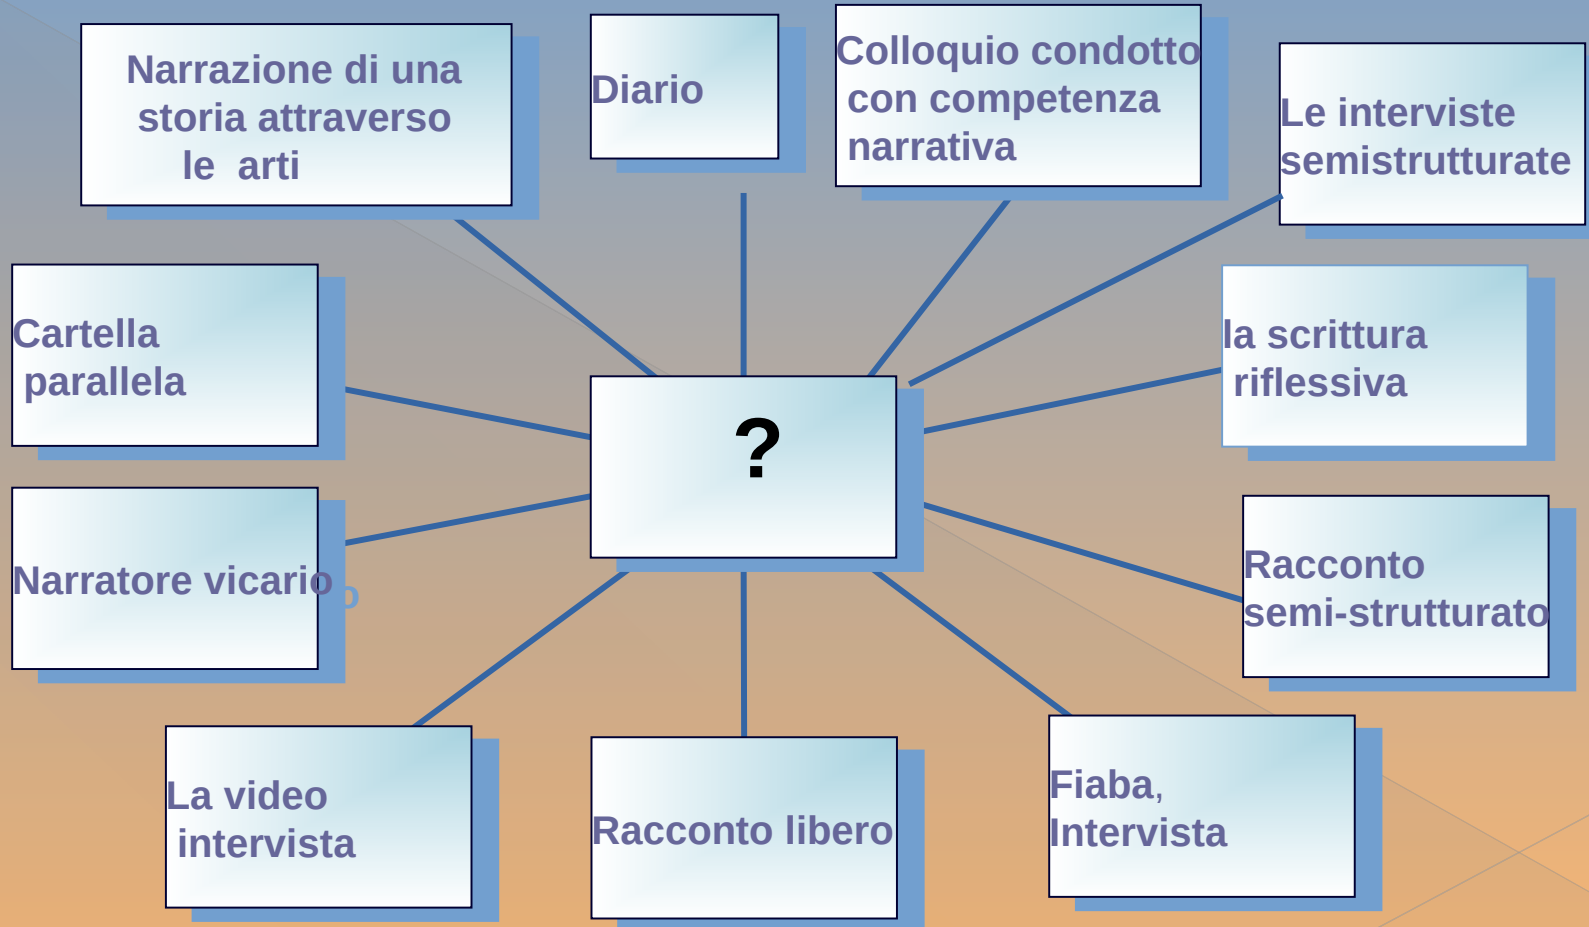 Narrazione di una
storia attraverso
le arti
Diario
Colloquio condotto
con competenza
narrativa
Le interviste
semistrutturate
Cartella
parallela
?
la scrittura
riflessiva
Narratore vicario
Racconto
semi-strutturato
La video
intervista
Racconto libero
Fiaba,
Intervista